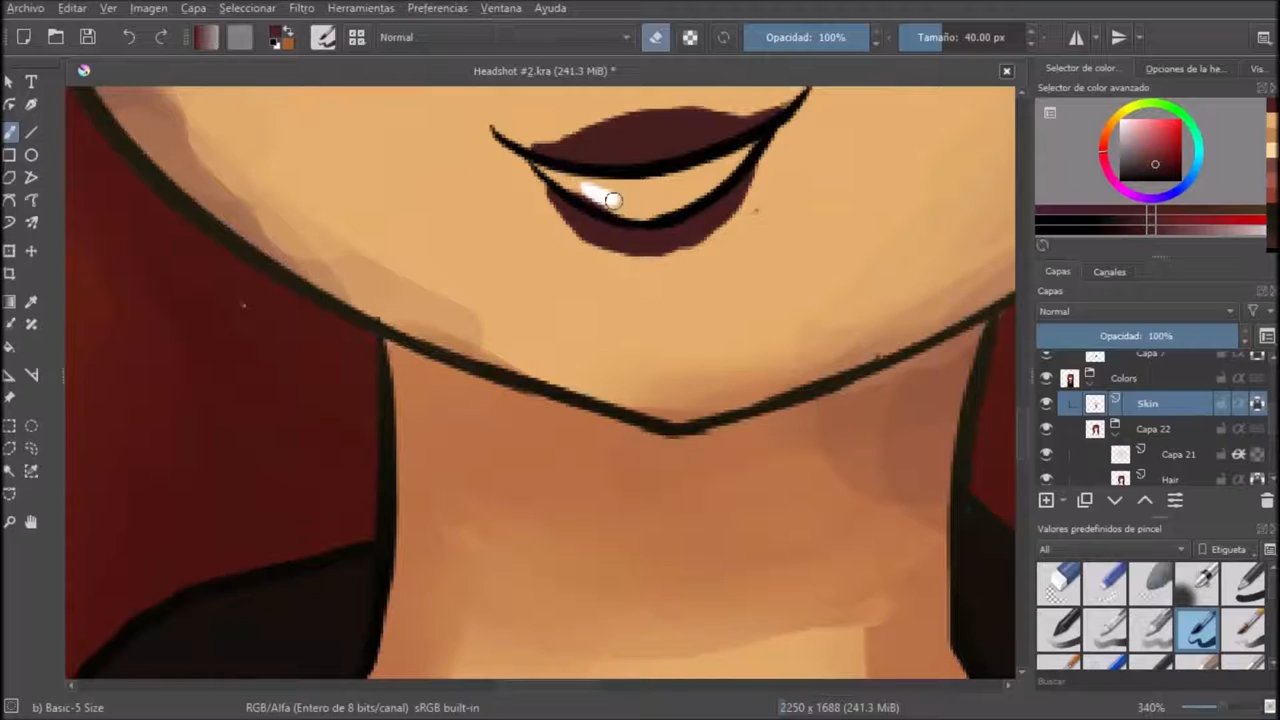 Archivo Editar Ver Imagen Capa Seleccionar Filtro Herramientas Preferencias Ventana Ayuda
Normal Opacidad: 100% Tamaño: 40.00 px
Headshot #2.kra (241.3 MiB) *
Selector de color... Opciones de la he... Vis...
Selector de color avanzado
Capas Canales
Capas
Normal
Opacidad: 100%
Capa 7
Colors
Skin
Capa 22
Capa 21
Hair
Valores predefinidos de pincel
All Etiqueta
Buscar
b) Basic-5 Size RGB/Alfa (Entero de 8 bits/canal) sRGB built-in 2250 x 1688 (241.3 MiB) 340%